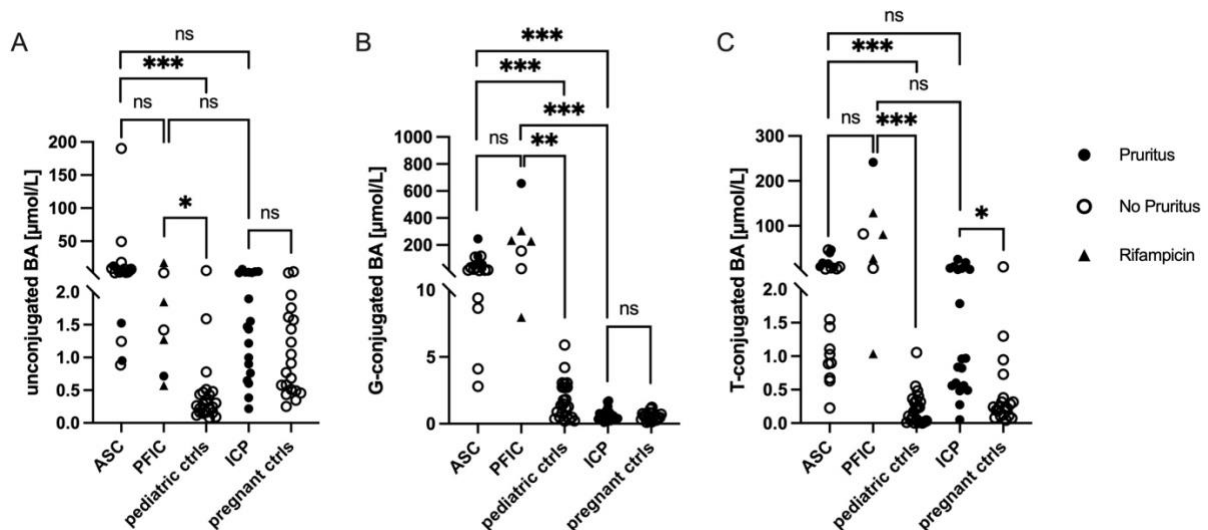 A
ns
***
ns
ns
*
ns
unconjugated BA [µmol/L]
200
150
100
50
2.0
1.5
1.0
0.5
0.0
ASC
PFIC
pediatric ctrls
ICP
pregnant ctrls
B
***
***
***
ns
**
ns
G-conjugated BA [µmol/L]
1000
800
600
400
200
10
5
0
ASC
PFIC
pediatric ctrls
ICP
pregnant ctrls
C
ns
***
ns
ns
***
*
T-conjugated BA [µmol/L]
300
200
100
2.0
1.5
1.0
0.5
0.0
ASC
PFIC
pediatric ctrls
ICP
pregnant ctrls
Pruritus
No Pruritus
Rifampicin